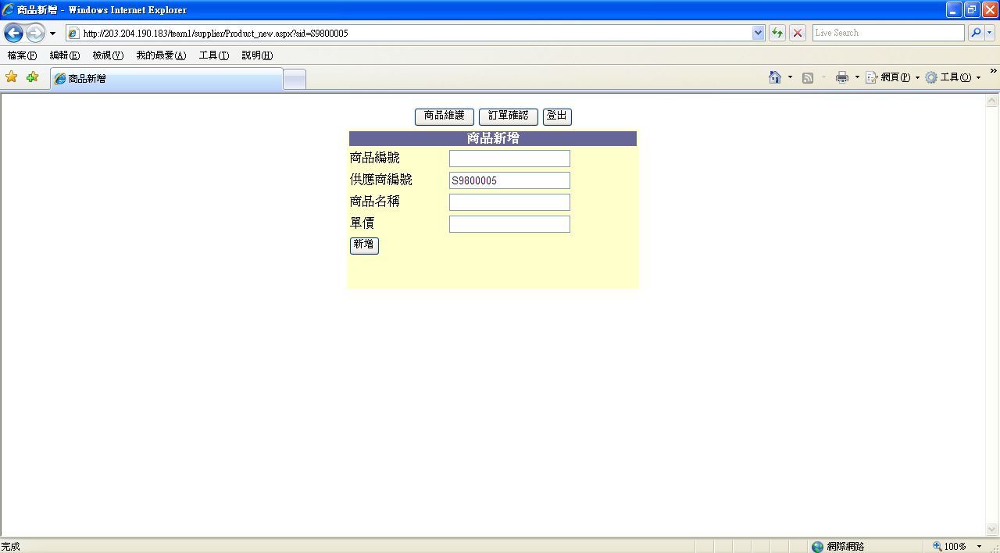 商品新增 - Windows Internet Explorer
http://203.204.190.183/team1/supplier/Product_new.aspx?sid=S9800005
Live Search
檔案(F) 編輯(E) 檢視(V) 我的最愛(A) 工具(T) 說明(H)
商品新增
網頁(P) 工具(O) »
商品維護 訂單確認 登出
商品新增
商品編號
供應商編號 S9800005
商品名稱
單價
新增
完成 網際網路 100%